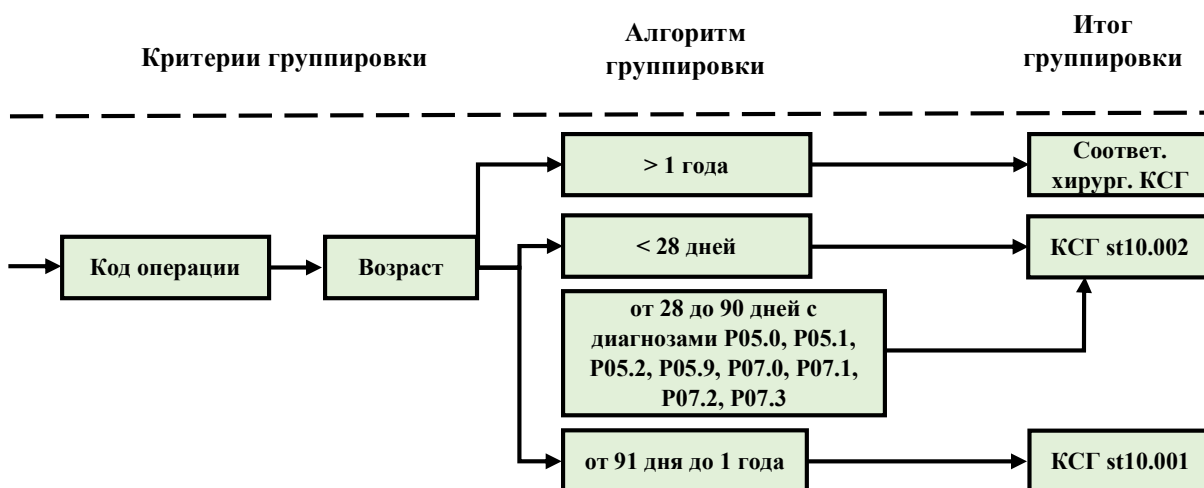 Критерии группировки
Алгоритм
группировки
Итог
группировки
> 1 года
Соответ.
хирург. КСГ
< 28 дней
КСГ st10.002
Код операции
Возраст
от 28 до 90 дней с
диагнозами P05.0, P05.1,
P05.2, P05.9, P07.0, P07.1,
P07.2, P07.3
от 91 дня до 1 года
КСГ st10.001